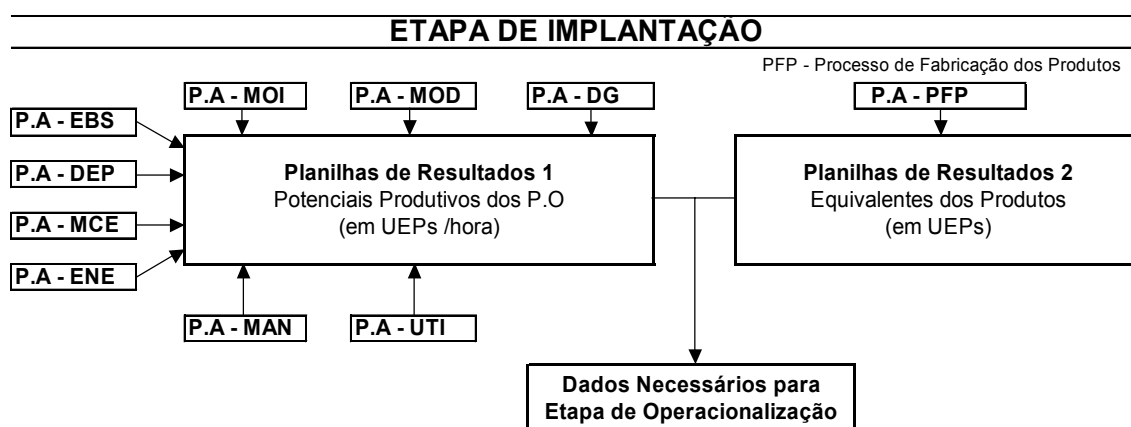 ETAPA DE IMPLANTAÇÃO
PFP - Processo de Fabricação dos Produtos
P.A - MOI
P.A - MOD
P.A - DG
P.A - PFP
P.A - EBS
P.A - DEP
P.A - MCE
P.A - ENE
Planilhas de Resultados 1
Potenciais Produtivos dos P.O
(em UEPs /hora)
Planilhas de Resultados 2
Equivalentes dos Produtos
(em UEPs)
P.A - MAN
P.A - UTI
Dados Necessários para
Etapa de Operacionalização